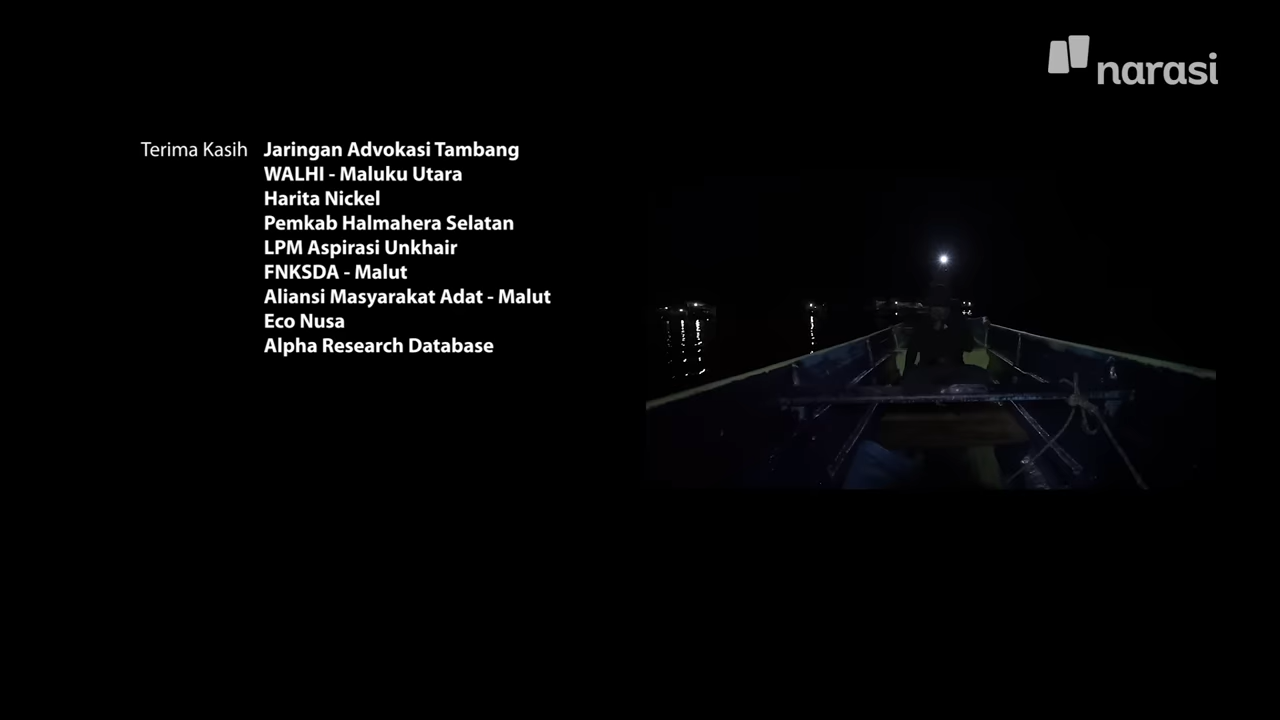 narasi
Terima Kasih Jaringan Advokasi Tambang
WALHI - Maluku Utara
Harita Nickel
Pemkab Halmahera Selatan
LPM Aspirasi Unkhair
FNKSDA - Malut
Aliansi Masyarakat Adat - Malut
Eco Nusa
Alpha Research Database